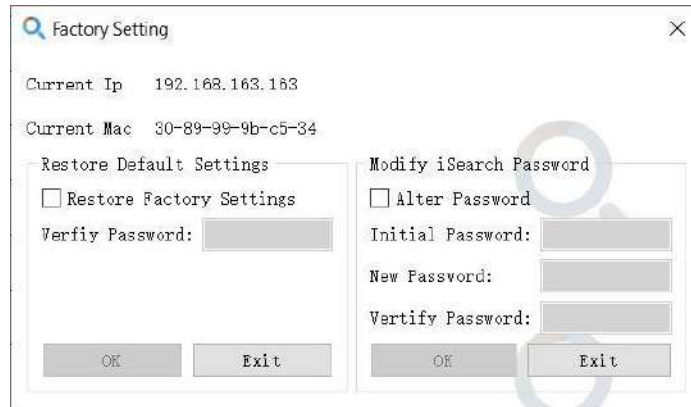 Factory Setting
Current Ip 192.168.163.163
Current Mac 30-89-99-9b-c5-34
Restore Default Settings
Restore Factory Settings
Verfiy Password:
OK Exit
Modify iSearch Password
Alter Password
Initial Password:
New Password:
Vertify Password:
OK Exit